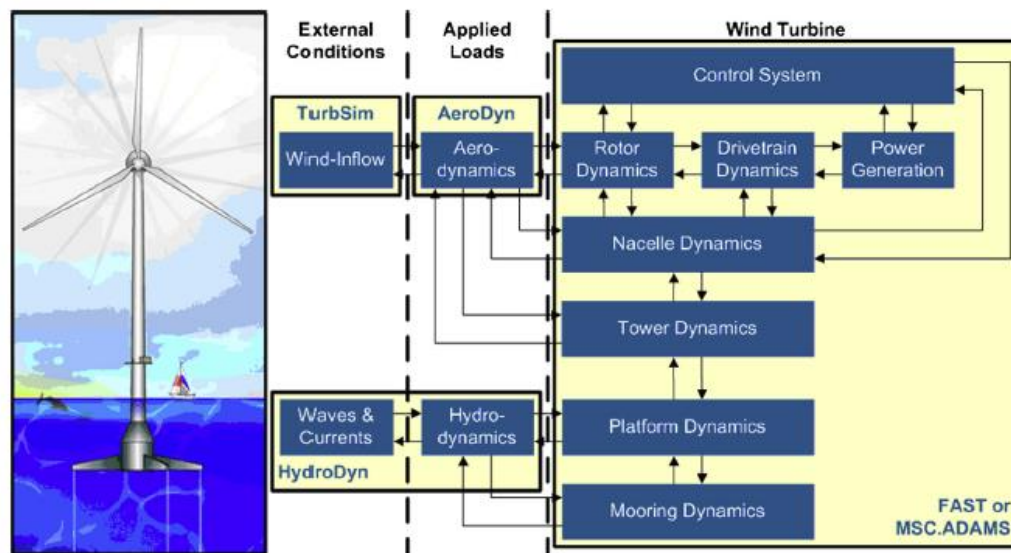 External
Conditions
Applied
Loads
Wind Turbine
Control System
TurbSim
AeroDyn
Wind-Inflow
Aero-
dynamics
Rotor
Dynamics
Drivetrain
Dynamics
Power
Generation
Nacelle Dynamics
Tower Dynamics
Waves &
Currents
Hydro-
dynamics
Platform Dynamics
HydroDyn
Mooring Dynamics
FAST or
MSC.ADAMS